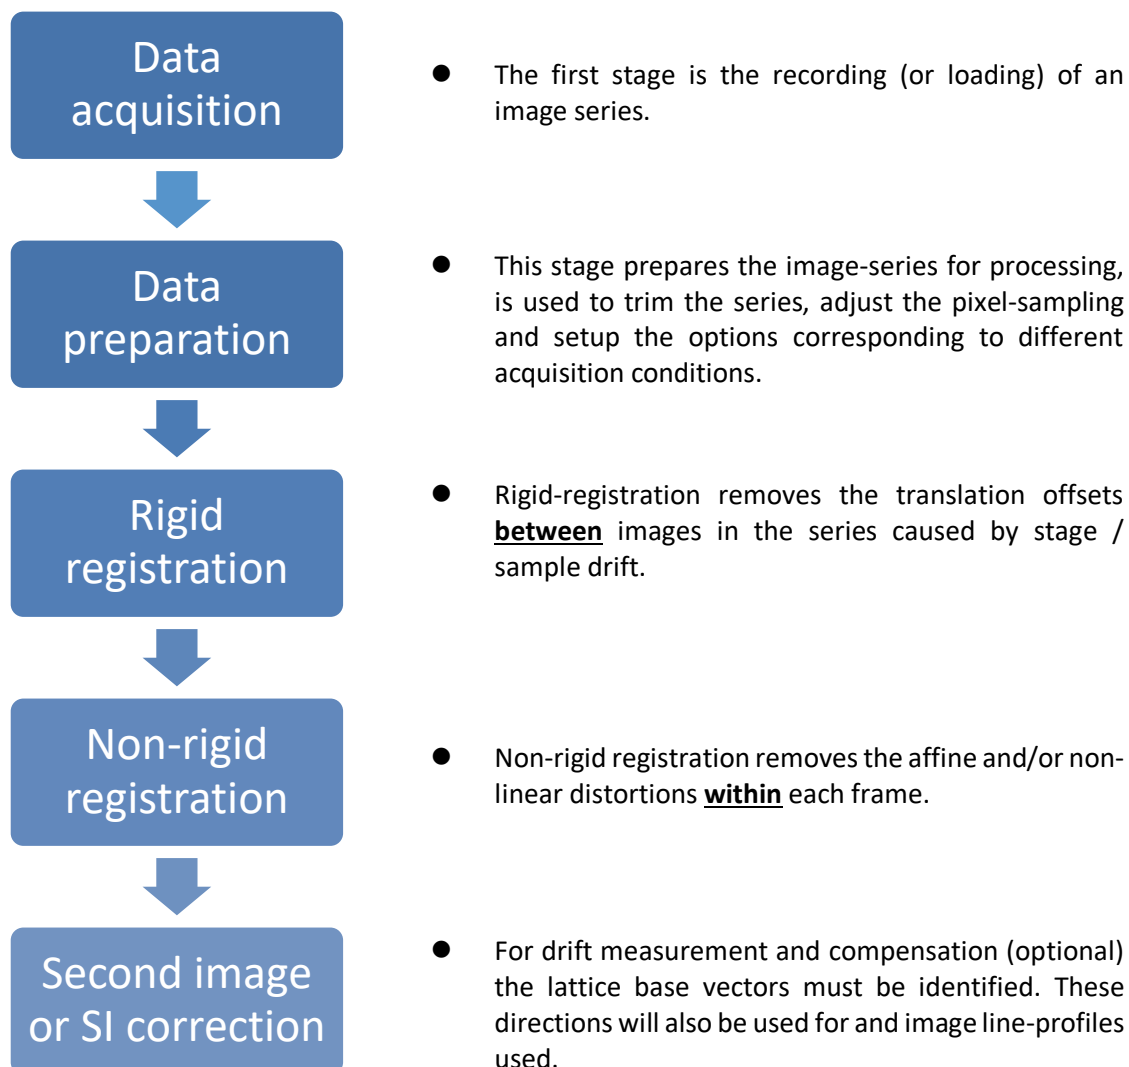 Data
acquisition
● The first stage is the recording (or loading) of an
image series.
Data
preparation
● This stage prepares the image-series for processing,
is used to trim the series, adjust the pixel-sampling
and setup the options corresponding to different
acquisition conditions.
Rigid
registration
● Rigid-registration removes the translation offsets
between images in the series caused by stage /
sample drift.
Non-rigid
registration
● Non-rigid registration removes the affine and/or non-
linear distortions within each frame.
Second image
or SI correction
● For drift measurement and compensation (optional)
the lattice base vectors must be identified. These
directions will also be used for and image line-profiles
used.